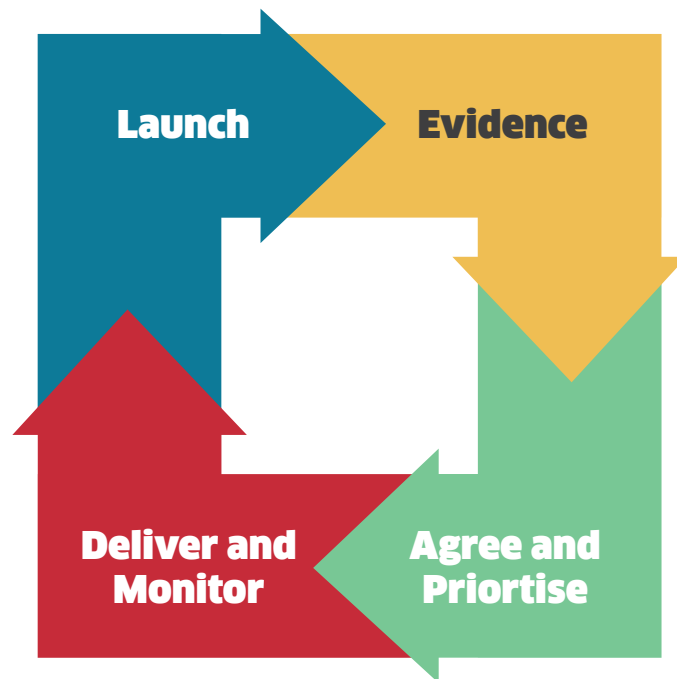 Launch
Evidence
Deliver and
Monitor
Agree and
Priortise